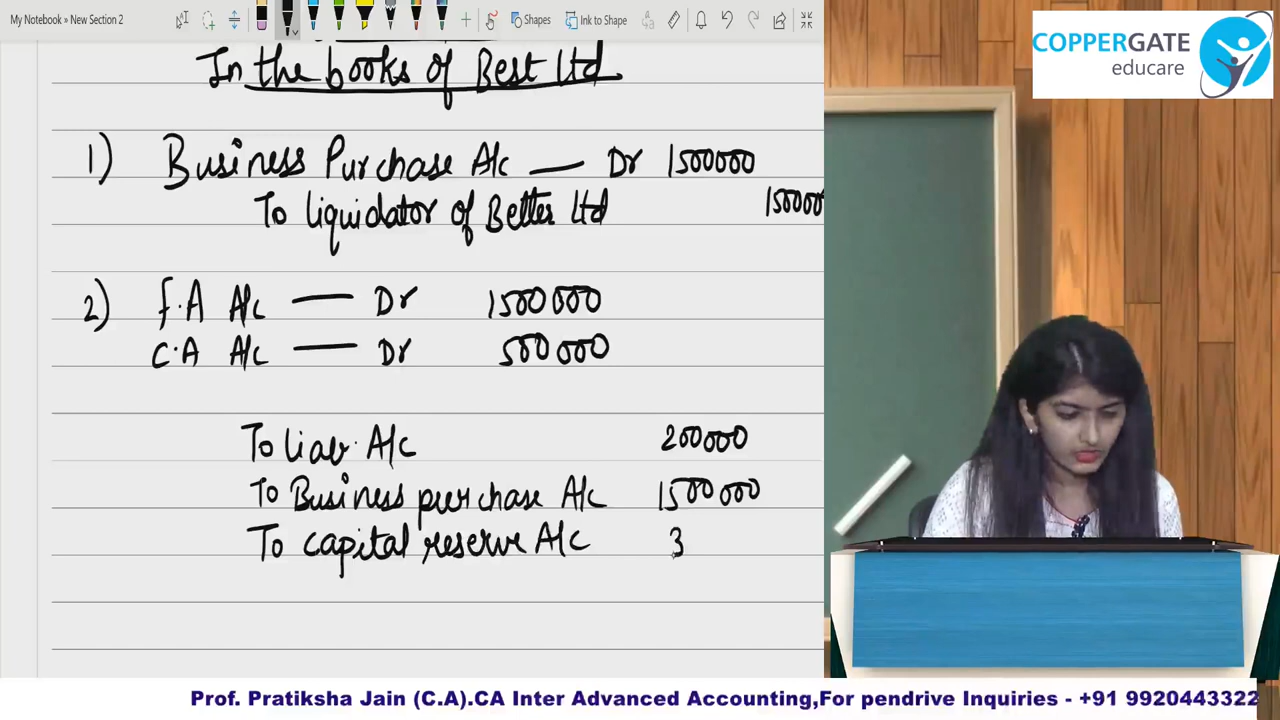 My Notebook » New Section 2
Shapes
Ink to Shape
COPPERGATE
educare
In the books of Best Ltd
1) Business Purchase A/c — Dr 1500000
To liquidator of Better Ltd 150000
2) F.A A/c — Dr 1500000
C.A A/c — Dr 500000
To Liab. A/c 200000
To Business purchase A/c 1500000
To capital reserve A/c 3
Prof. Pratiksha Jain (C.A).CA Inter Advanced Accounting,For pendrive Inquiries - +91 9920443322